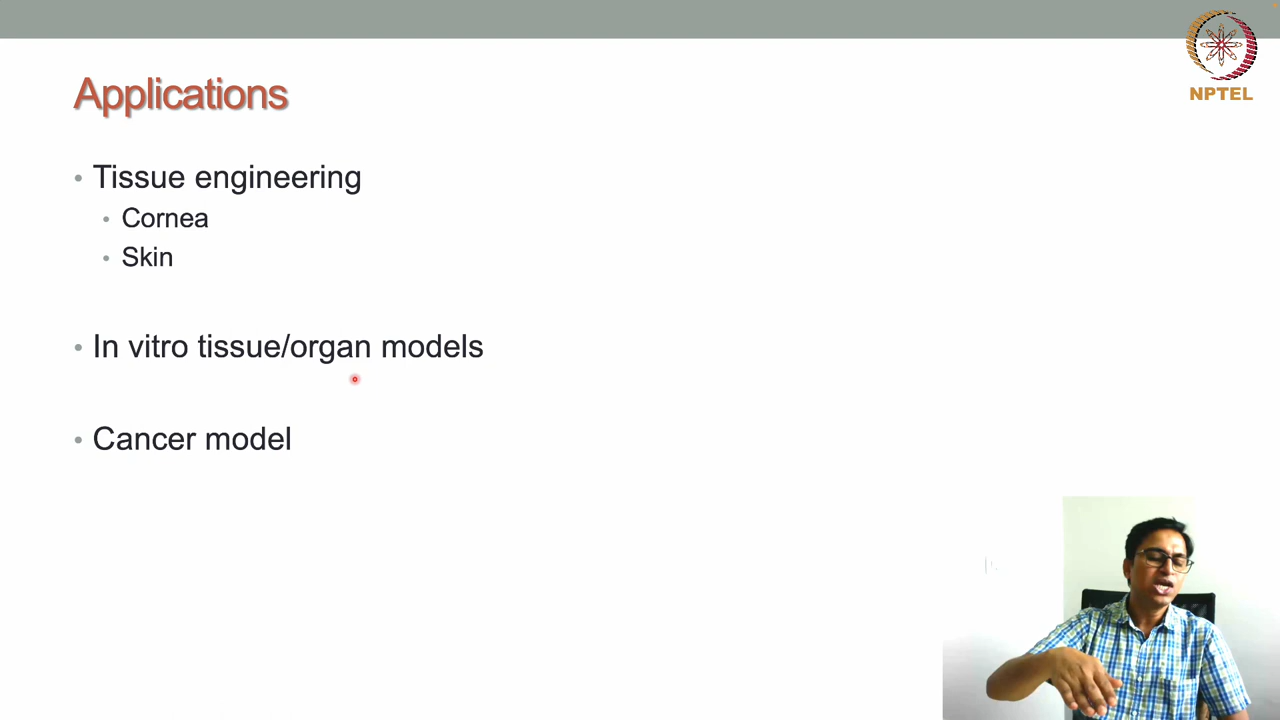 Applications
NPTEL
• Tissue engineering
• Cornea
• Skin
• In vitro tissue/organ models
• Cancer model